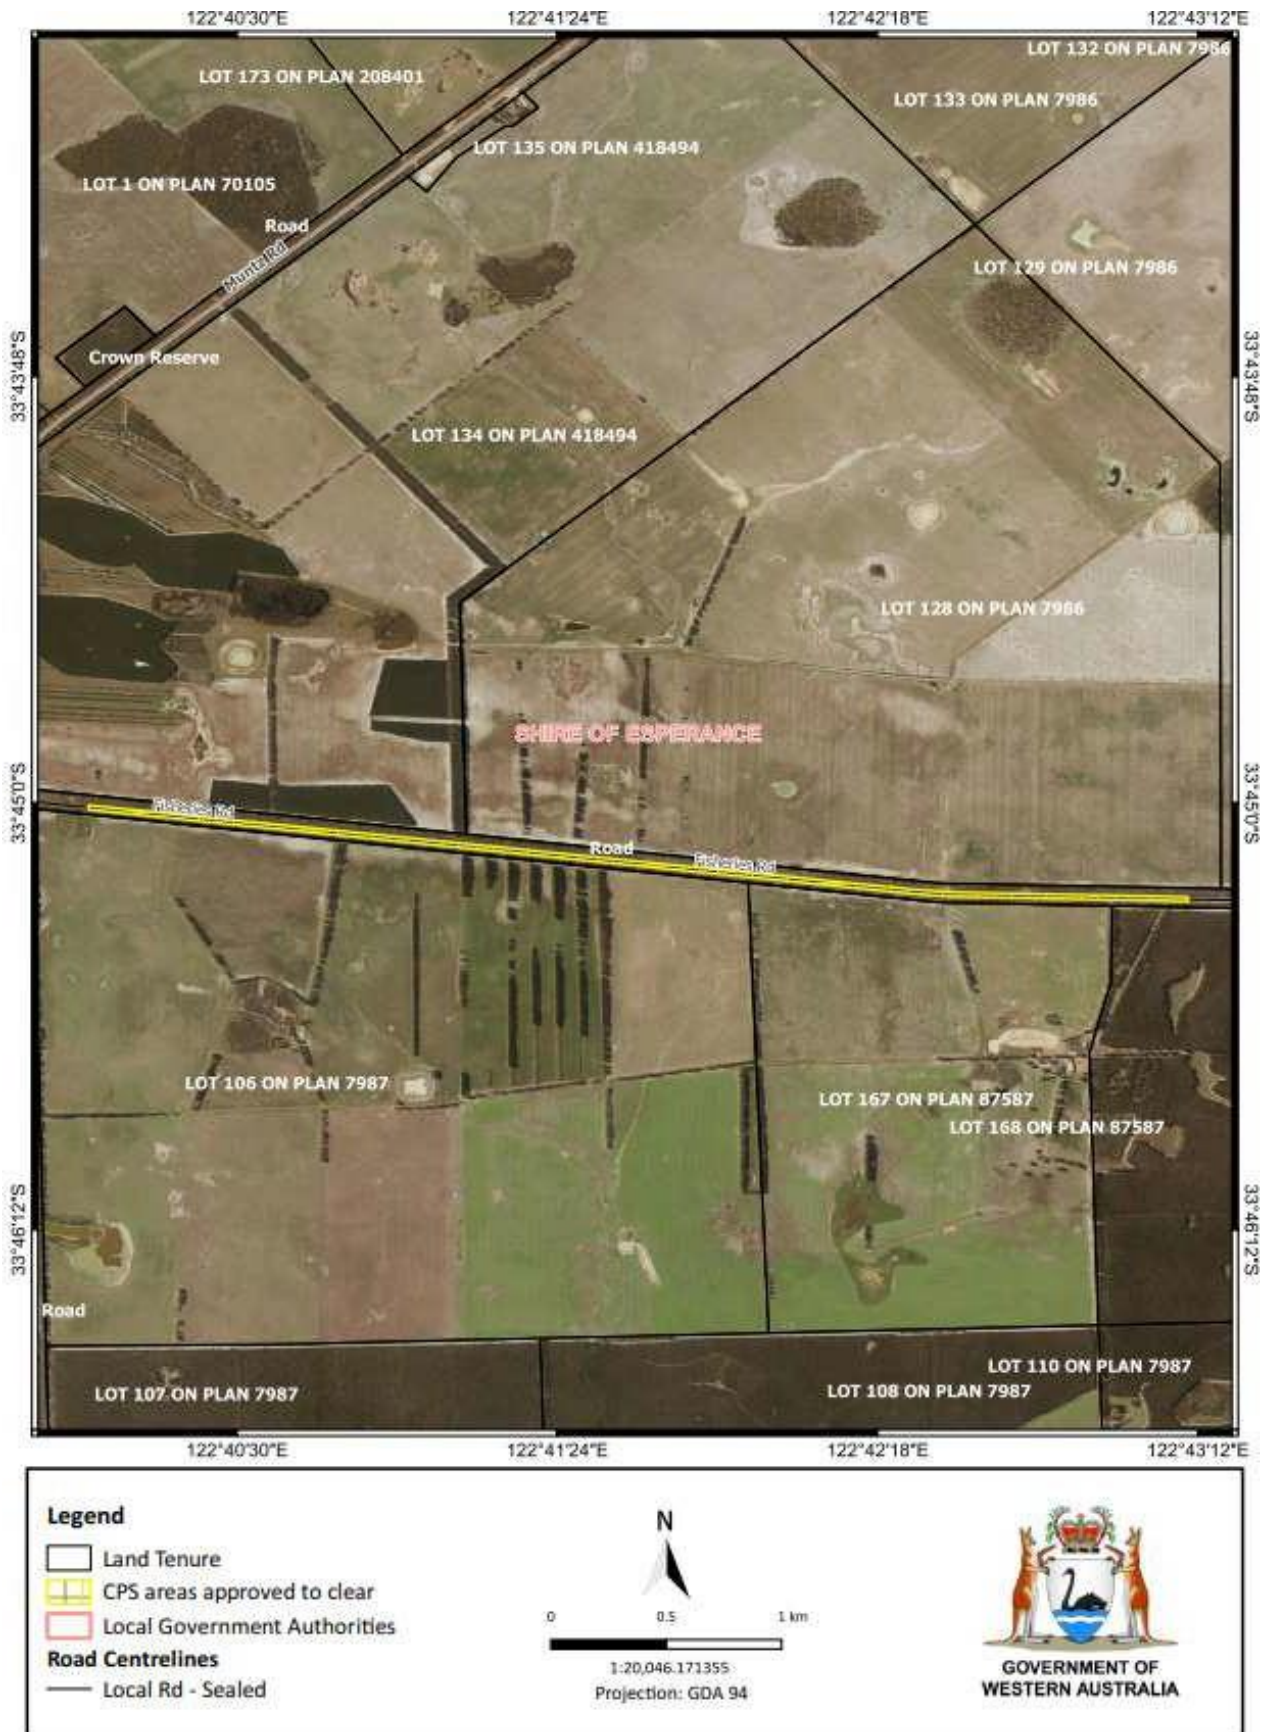 122°40'30"E
122°41'24"E
122°42'18"E
122°43'12"E
LOT 132 ON PLAN 7986
LOT 173 ON PLAN 208401
LOT 133 ON PLAN 7986
LOT 135 ON PLAN 418494
LOT 1 ON PLAN 70105
Road
Muntz Rd
LOT 129 ON PLAN 7986
Crown Reserve
33°43'48"S
33°43'48"S
LOT 134 ON PLAN 418494
LOT 128 ON PLAN 7986
SHIRE OF ESPERANCE
33°45'0"S
33°45'0"S
Fisheries Rd
Road
Fisheries Rd
LOT 106 ON PLAN 7987
LOT 167 ON PLAN 87587
LOT 168 ON PLAN 87587
33°46'12"S
33°46'12"S
Road
LOT 110 ON PLAN 7987
LOT 107 ON PLAN 7987
LOT 108 ON PLAN 7987
122°40'30"E
122°41'24"E
122°42'18"E
122°43'12"E
Legend
Land Tenure
CPS areas approved to clear
Local Government Authorities
Road Centrelines
Local Rd - Sealed
N
0 0.5 1 km
1:20,046.171355
Projection: GDA 94
GOVERNMENT OF
WESTERN AUSTRALIA